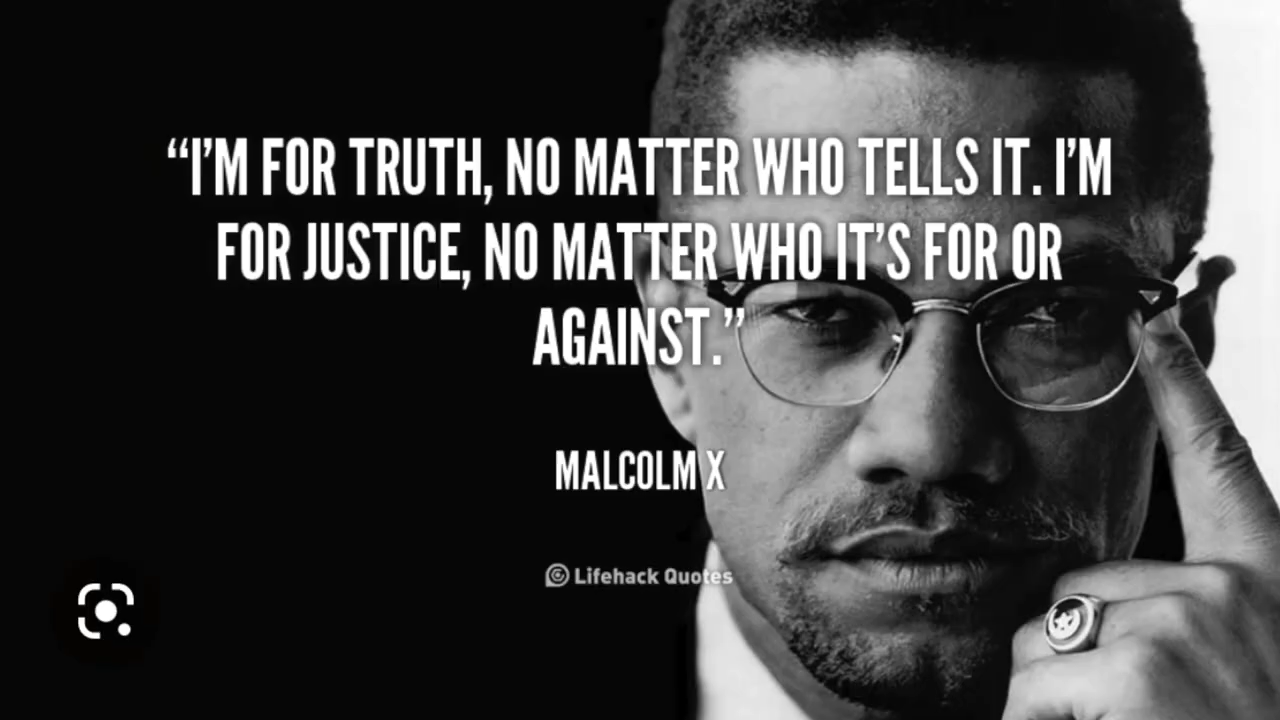 “I’M FOR TRUTH, NO MATTER WHO TELLS IT. I’M
FOR JUSTICE, NO MATTER WHO IT’S FOR OR
AGAINST.”
MALCOLM X
Lifehack Quotes